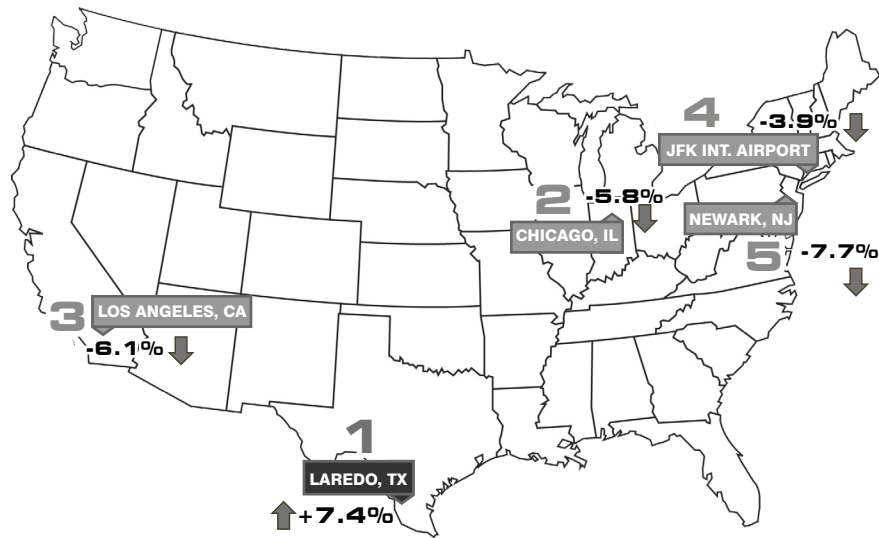 4
-3.9%
JFK INT. AIRPORT
2
-5.8%
CHICAGO, IL
NEWARK, NJ
5
-7.7%
3
LOS ANGELES, CA
-6.1%
1
LAREDO, TX
+7.4%